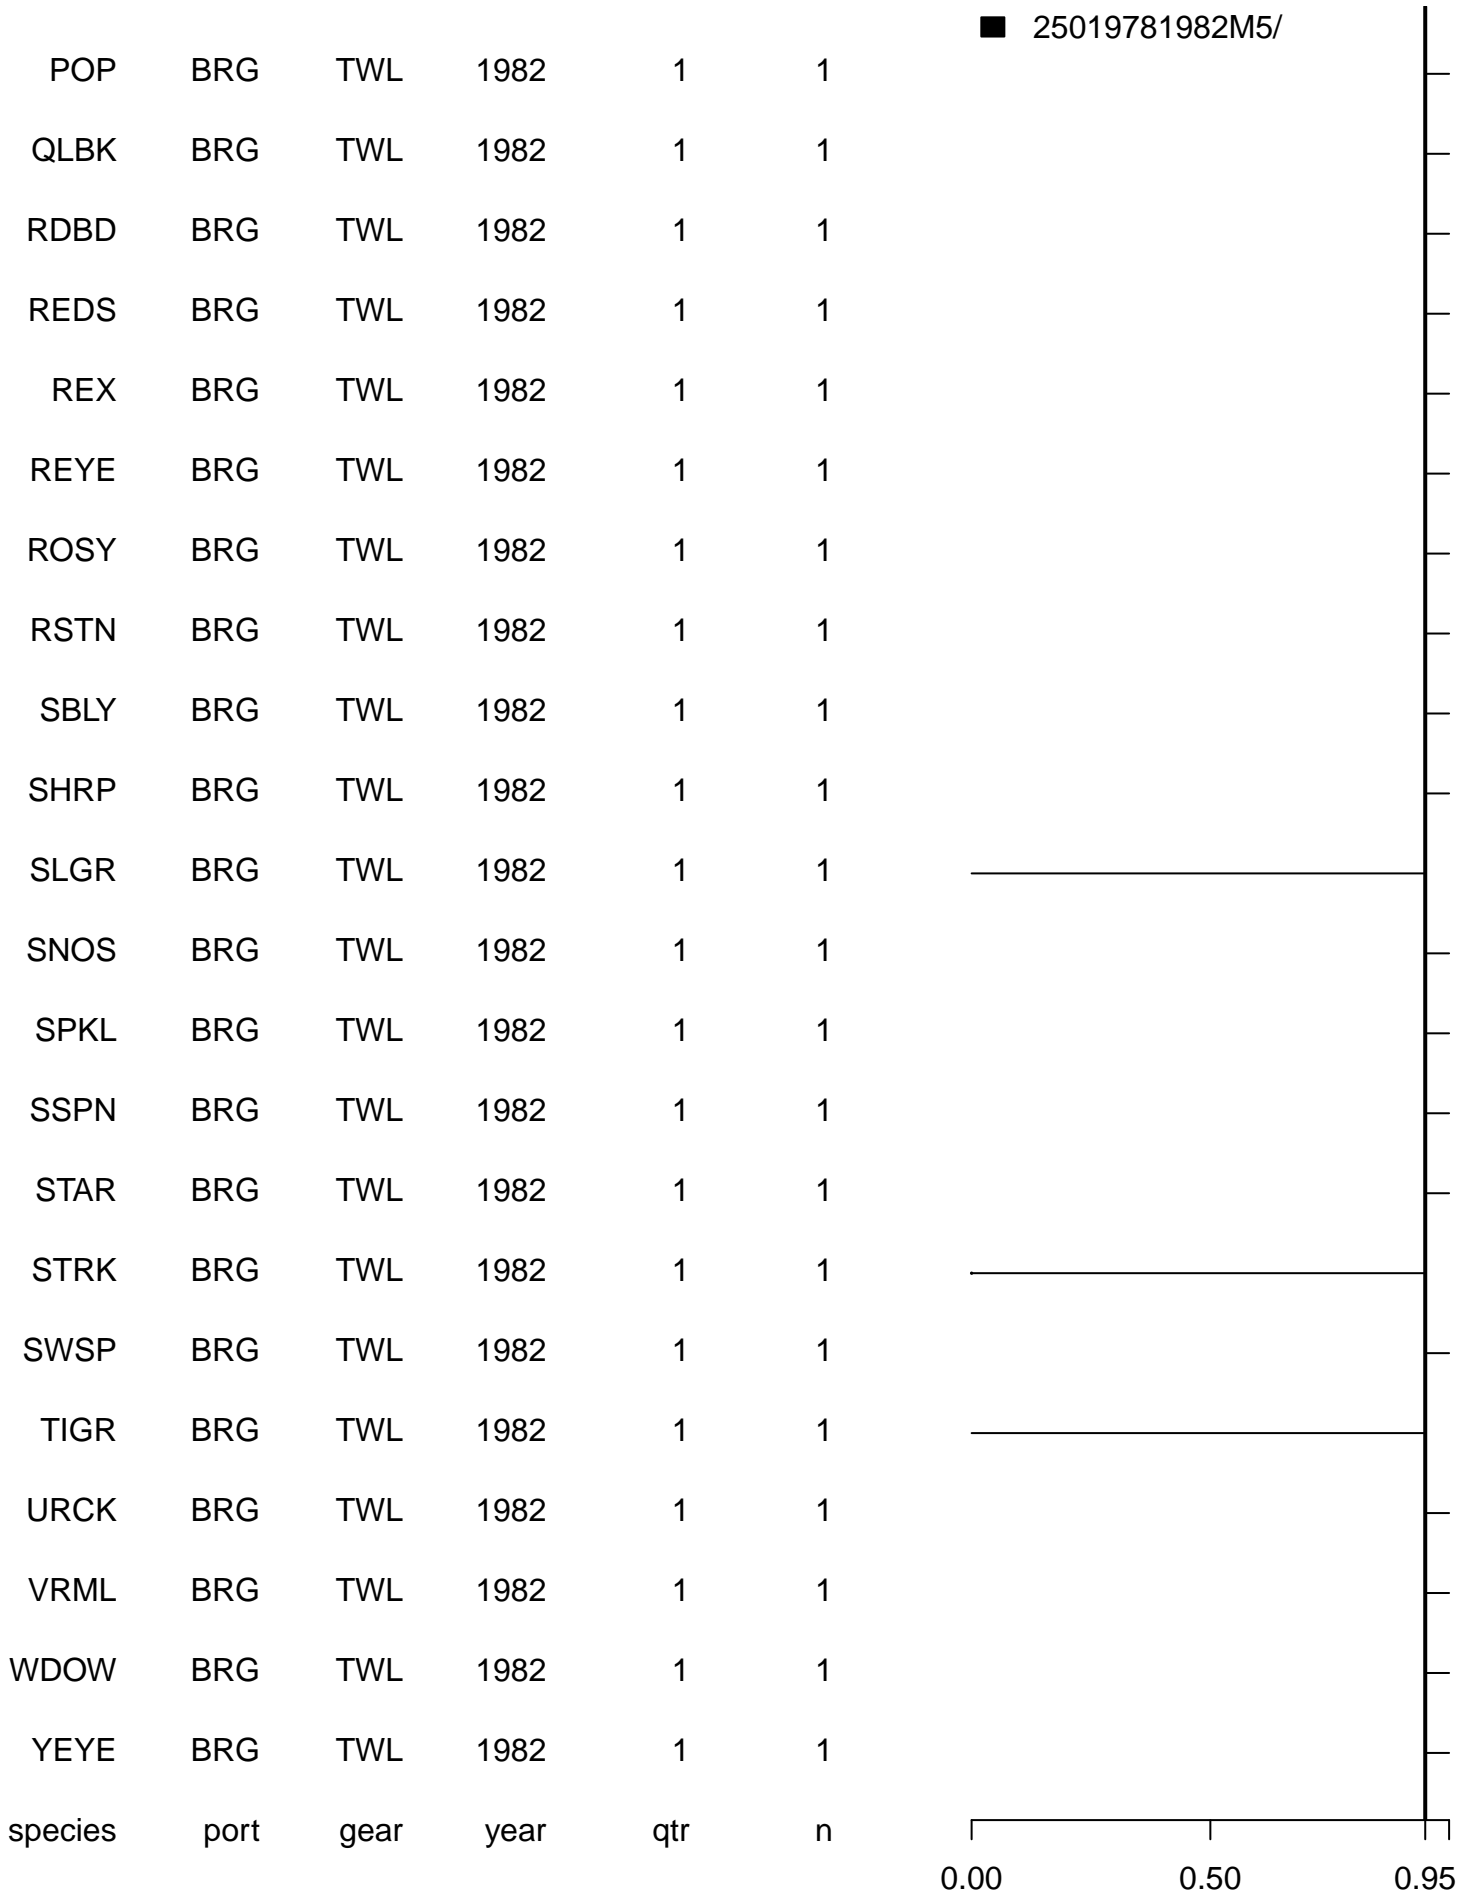 25019781982M5/
POP BRG TWL 1982 1 1
QLBK BRG TWL 1982 1 1
RDBD BRG TWL 1982 1 1
REDS BRG TWL 1982 1 1
REX BRG TWL 1982 1 1
REYE BRG TWL 1982 1 1
ROSY BRG TWL 1982 1 1
RSTN BRG TWL 1982 1 1
SBLY BRG TWL 1982 1 1
SHRP BRG TWL 1982 1 1
SLGR BRG TWL 1982 1 1
SNOS BRG TWL 1982 1 1
SPKL BRG TWL 1982 1 1
SSPN BRG TWL 1982 1 1
STAR BRG TWL 1982 1 1
STRK BRG TWL 1982 1 1
SWSP BRG TWL 1982 1 1
TIGR BRG TWL 1982 1 1
URCK BRG TWL 1982 1 1
VRML BRG TWL 1982 1 1
WDOW BRG TWL 1982 1 1
YEYE BRG TWL 1982 1 1
species port gear year qtr n
0.00 0.50 0.95